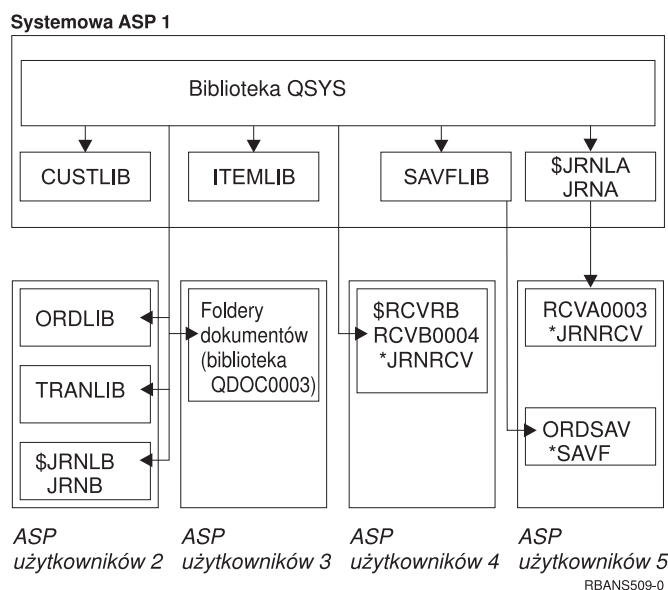 Systemowa ASP 1
Biblioteka QSYS
CUSTLIB
ITEMLIB
SAVFLIB
$JRNLA
JRNA
ORDLIB
TRANLIB
$JRNLB
JRNB
Foldery
dokumentów
(biblioteka
QDOC0003)
$RCVRB
RCVB0004
*JRNRCV
RCVA0003
*JRNRCV
ORDSAV
*SAVF
ASP
użytkowników 2
ASP
użytkowników 3
ASP
użytkowników 4
ASP
użytkowników 5
RBANS509-0